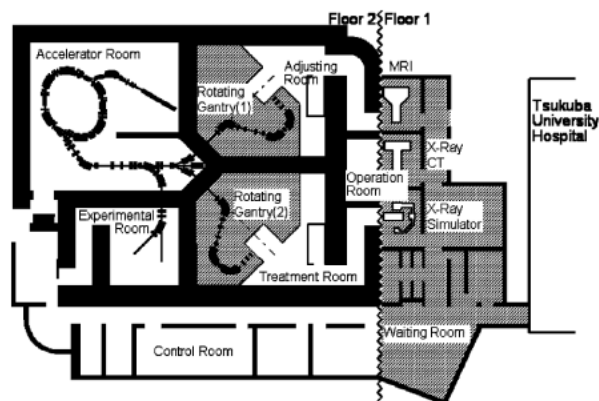 Floor 2 Floor 1
Accelerator Room
Adjusting
Room
MRI
Rotating
Gantry(1)
Tsukuba
University
Hospital
X-Ray
CT
Operation
Room
Rotating
Gantry(2)
Experimental
Room
X-Ray
Simulator
Treatment Room
Control Room
Waiting Room